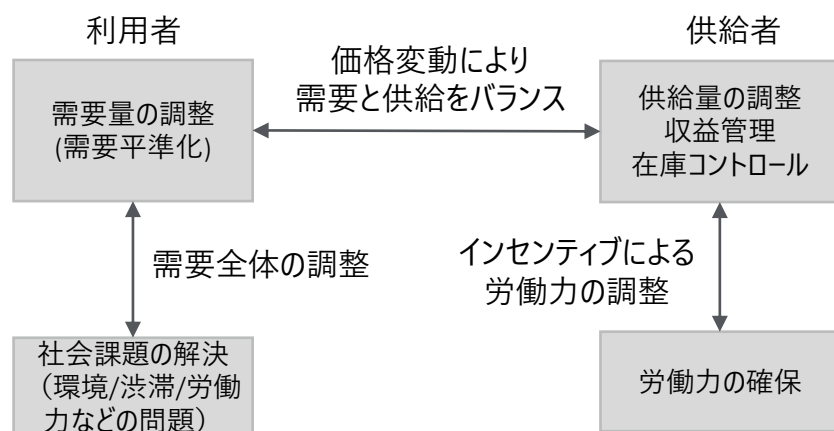 利用者
供給者
価格変動により
需要と供給をバランス
需要量の調整
(需要平準化)
供給量の調整
収益管理
在庫コントロール
需要全体の調整
インセンティブによる
労働力の調整
社会課題の解決
（環境/渋滞/労働
力などの問題）
労働力の確保